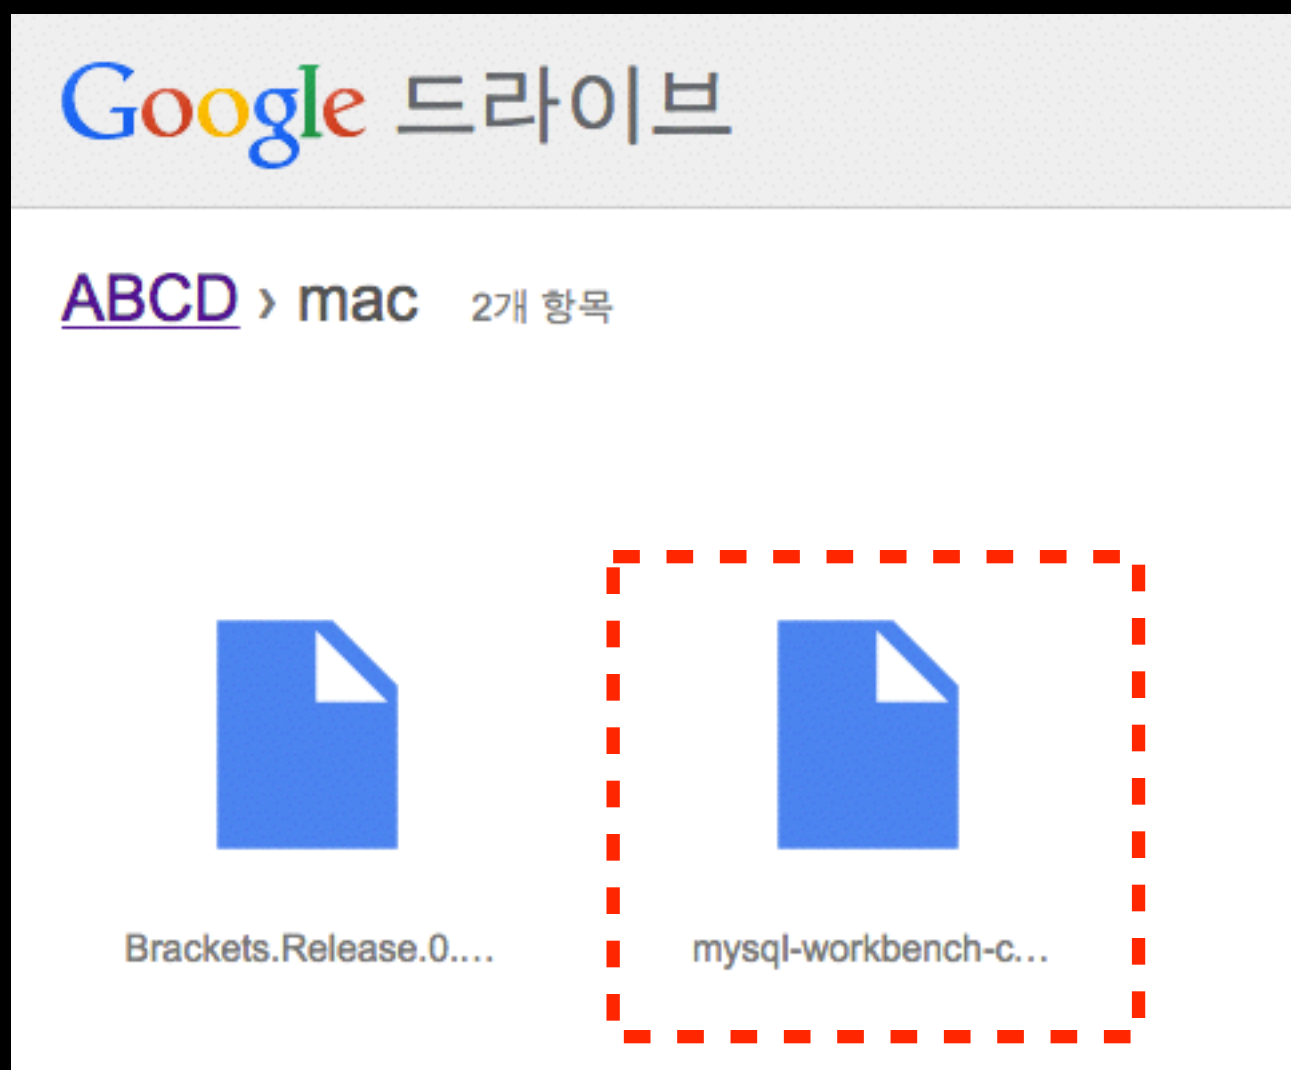 Google 드라이브
ABCD › mac 2개 항목
Brackets.Release.0.... mysql-workbench-c...